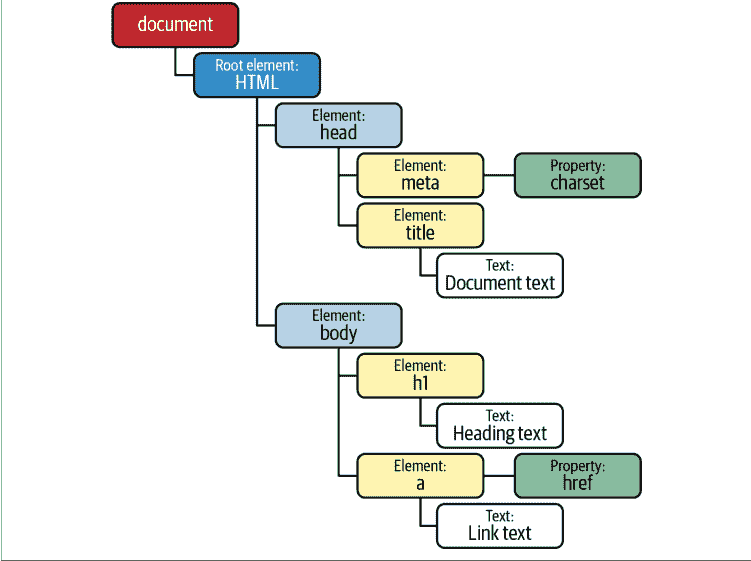 document
Root element:
HTML
Element:
head
Element:
meta
Property:
charset
Element:
title
Text:
Document text
Element:
body
Element:
h1
Text:
Heading text
Element:
a
Property:
href
Text:
Link text